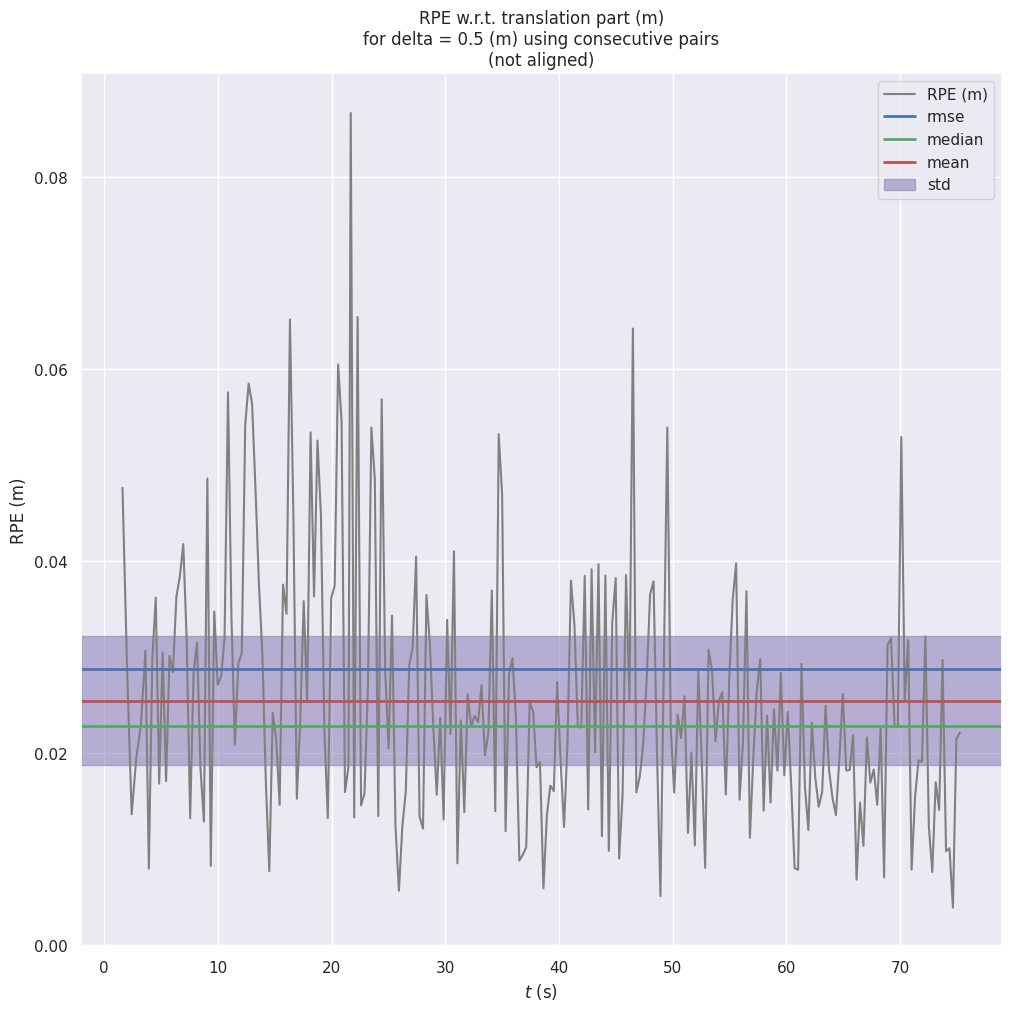 RPE w.r.t. translation part (m)
for delta = 0.5 (m) using consecutive pairs
(not aligned)
RPE (m)
rmse
median
mean
std
0.08
0.06
0.04
0.02
0.00
RPE (m)
0 10 20 30 40 50 60 70
t (s)